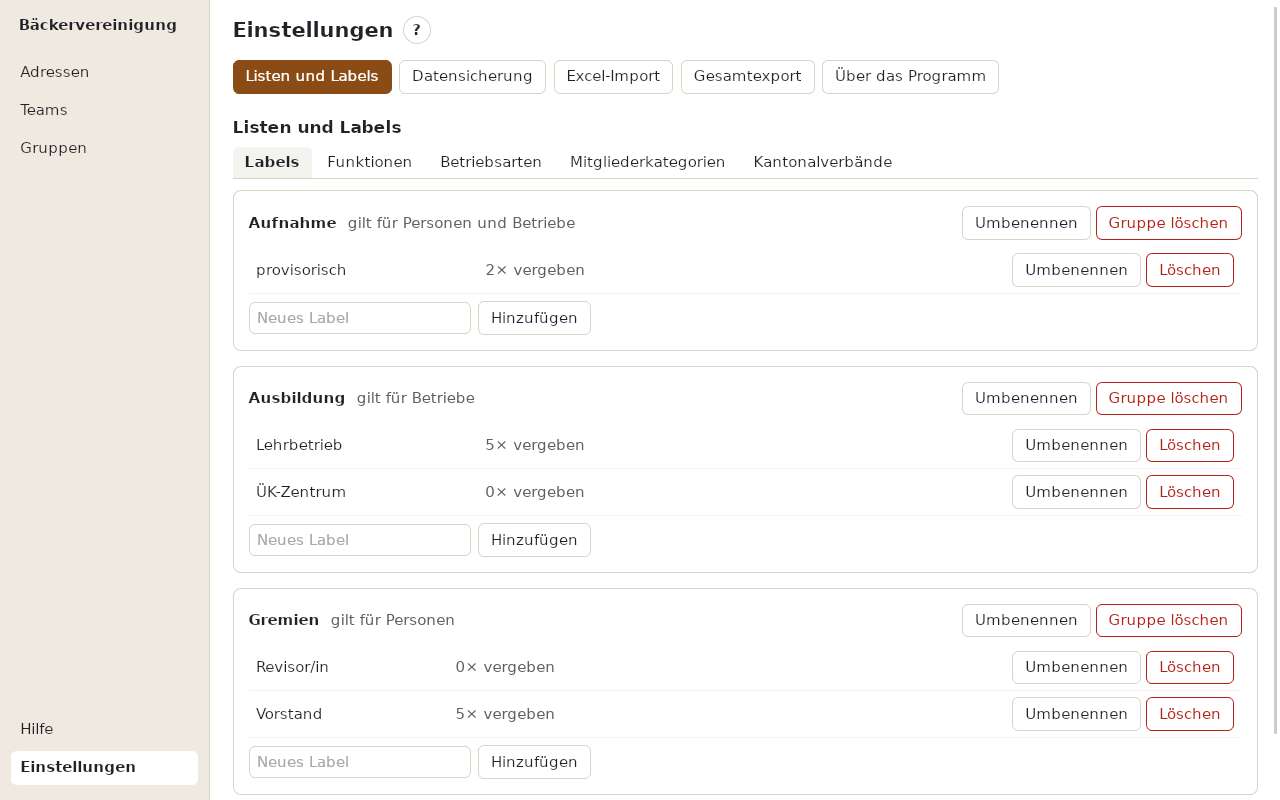 Bäckervereinigung
Adressen
Teams
Gruppen
Hilfe
Einstellungen
Einstellungen ?
Listen und Labels Datensicherung Excel-Import Gesamtexport Über das Programm
Listen und Labels
Labels Funktionen Betriebsarten Mitgliederkategorien Kantonalverbände
Aufnahme gilt für Personen und Betriebe Umbenennen Gruppe löschen
provisorisch 2× vergeben Umbenennen Löschen
Neues Label Hinzufügen
Ausbildung gilt für Betriebe Umbenennen Gruppe löschen
Lehrbetrieb 5× vergeben Umbenennen Löschen
ÜK-Zentrum 0× vergeben Umbenennen Löschen
Neues Label Hinzufügen
Gremien gilt für Personen Umbenennen Gruppe löschen
Revisor/in 0× vergeben Umbenennen Löschen
Vorstand 5× vergeben Umbenennen Löschen
Neues Label Hinzufügen